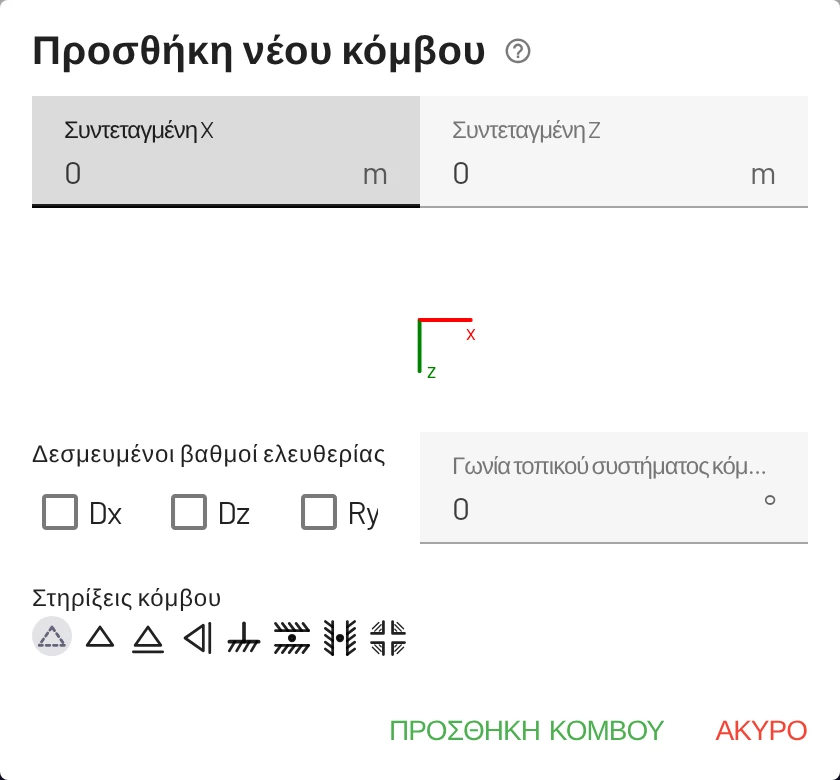 Προσθήκη νέου κόμβου
Συντεταγμένη X
0 m
Συντεταγμένη Z
0 m
x
z
Δεσμευμένοι βαθμοί ελευθερίας
Dx Dz Ry
Γωνία τοπικού συστήματος κόμ...
0 °
Στηρίξεις κόμβου
ΠΡΟΣΘΗΚΗ ΚΟΜΒΟΥ ΑΚΥΡΟ